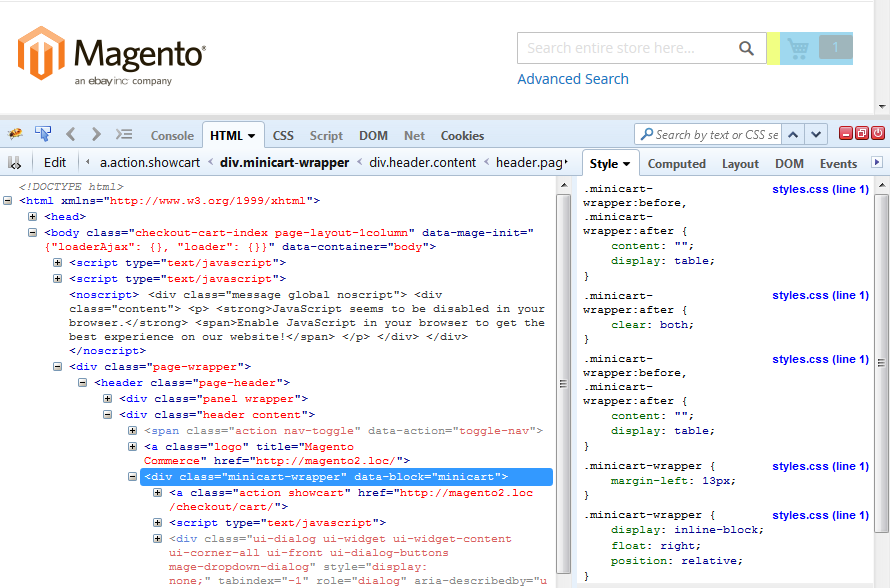 Magento®
an ebay inc company
Search entire store here...
1
Advanced Search
Console HTML CSS Script DOM Net Cookies
Search by text or CSS se
Edit a.action.showcart < div.minicart-wrapper < div.header.content < header.pag
Style Computed Layout DOM Events
<!DOCTYPE html>
<html xmlns="http://www.w3.org/1999/xhtml">
<head>
<body class="checkout-cart-index page-layout-1column" data-mage-init="
{"loaderAjax": {}, "loader": {}}" data-container="body">
<script type="text/javascript">
<script type="text/javascript">
<noscript> <div class="message global noscript"> <div
class="content"> <p> <strong>JavaScript seems to be disabled in your
browser.</strong> <span>Enable JavaScript in your browser to get the
best experience on our website!</span> </p> </div> </div>
</noscript>
<div class="page-wrapper">
<header class="page-header">
<div class="panel wrapper">
<div class="header content">
<span class="action nav-toggle" data-action="toggle-nav">
<a class="logo" title="Magento
Commerce" href="http://magento2.loc/">
<div class="minicart-wrapper" data-block="minicart">
<a class="action showcart" href="http://magento2.loc
/checkout/cart/">
<script type="text/javascript">
<div class="ui-dialog ui-widget ui-widget-content
ui-corner-all ui-front ui-dialog-buttons
mage-dropdown-dialog" style="display:
none;" tabindex="-1" role="dialog" aria-describedby="u
.minicart- styles.css (line 1)
wrapper:before,
.minicart-
wrapper:after {
content: "";
display: table;
}
.minicart- styles.css (line 1)
wrapper:after {
clear: both;
}
.minicart- styles.css (line 1)
wrapper:before,
.minicart-
wrapper:after {
content: "";
display: table;
}
.minicart-wrapper { styles.css (line 1)
margin-left: 13px;
}
.minicart-wrapper { styles.css (line 1)
display: inline-block;
float: right;
position: relative;
}